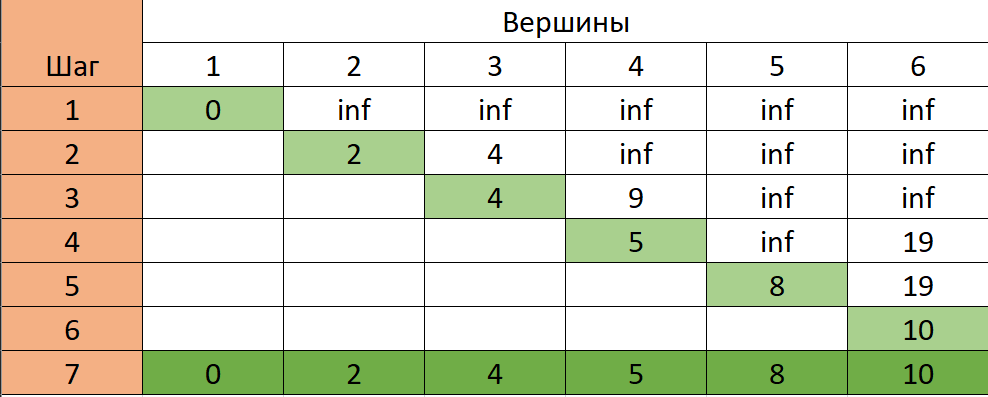 Вершины
Шаг 1 2 3 4 5 6
1 0 inf inf inf inf inf
2 2 4 inf inf inf
3 4 9 inf inf
4 5 inf 19
5 8 19
6 10
7 0 2 4 5 8 10